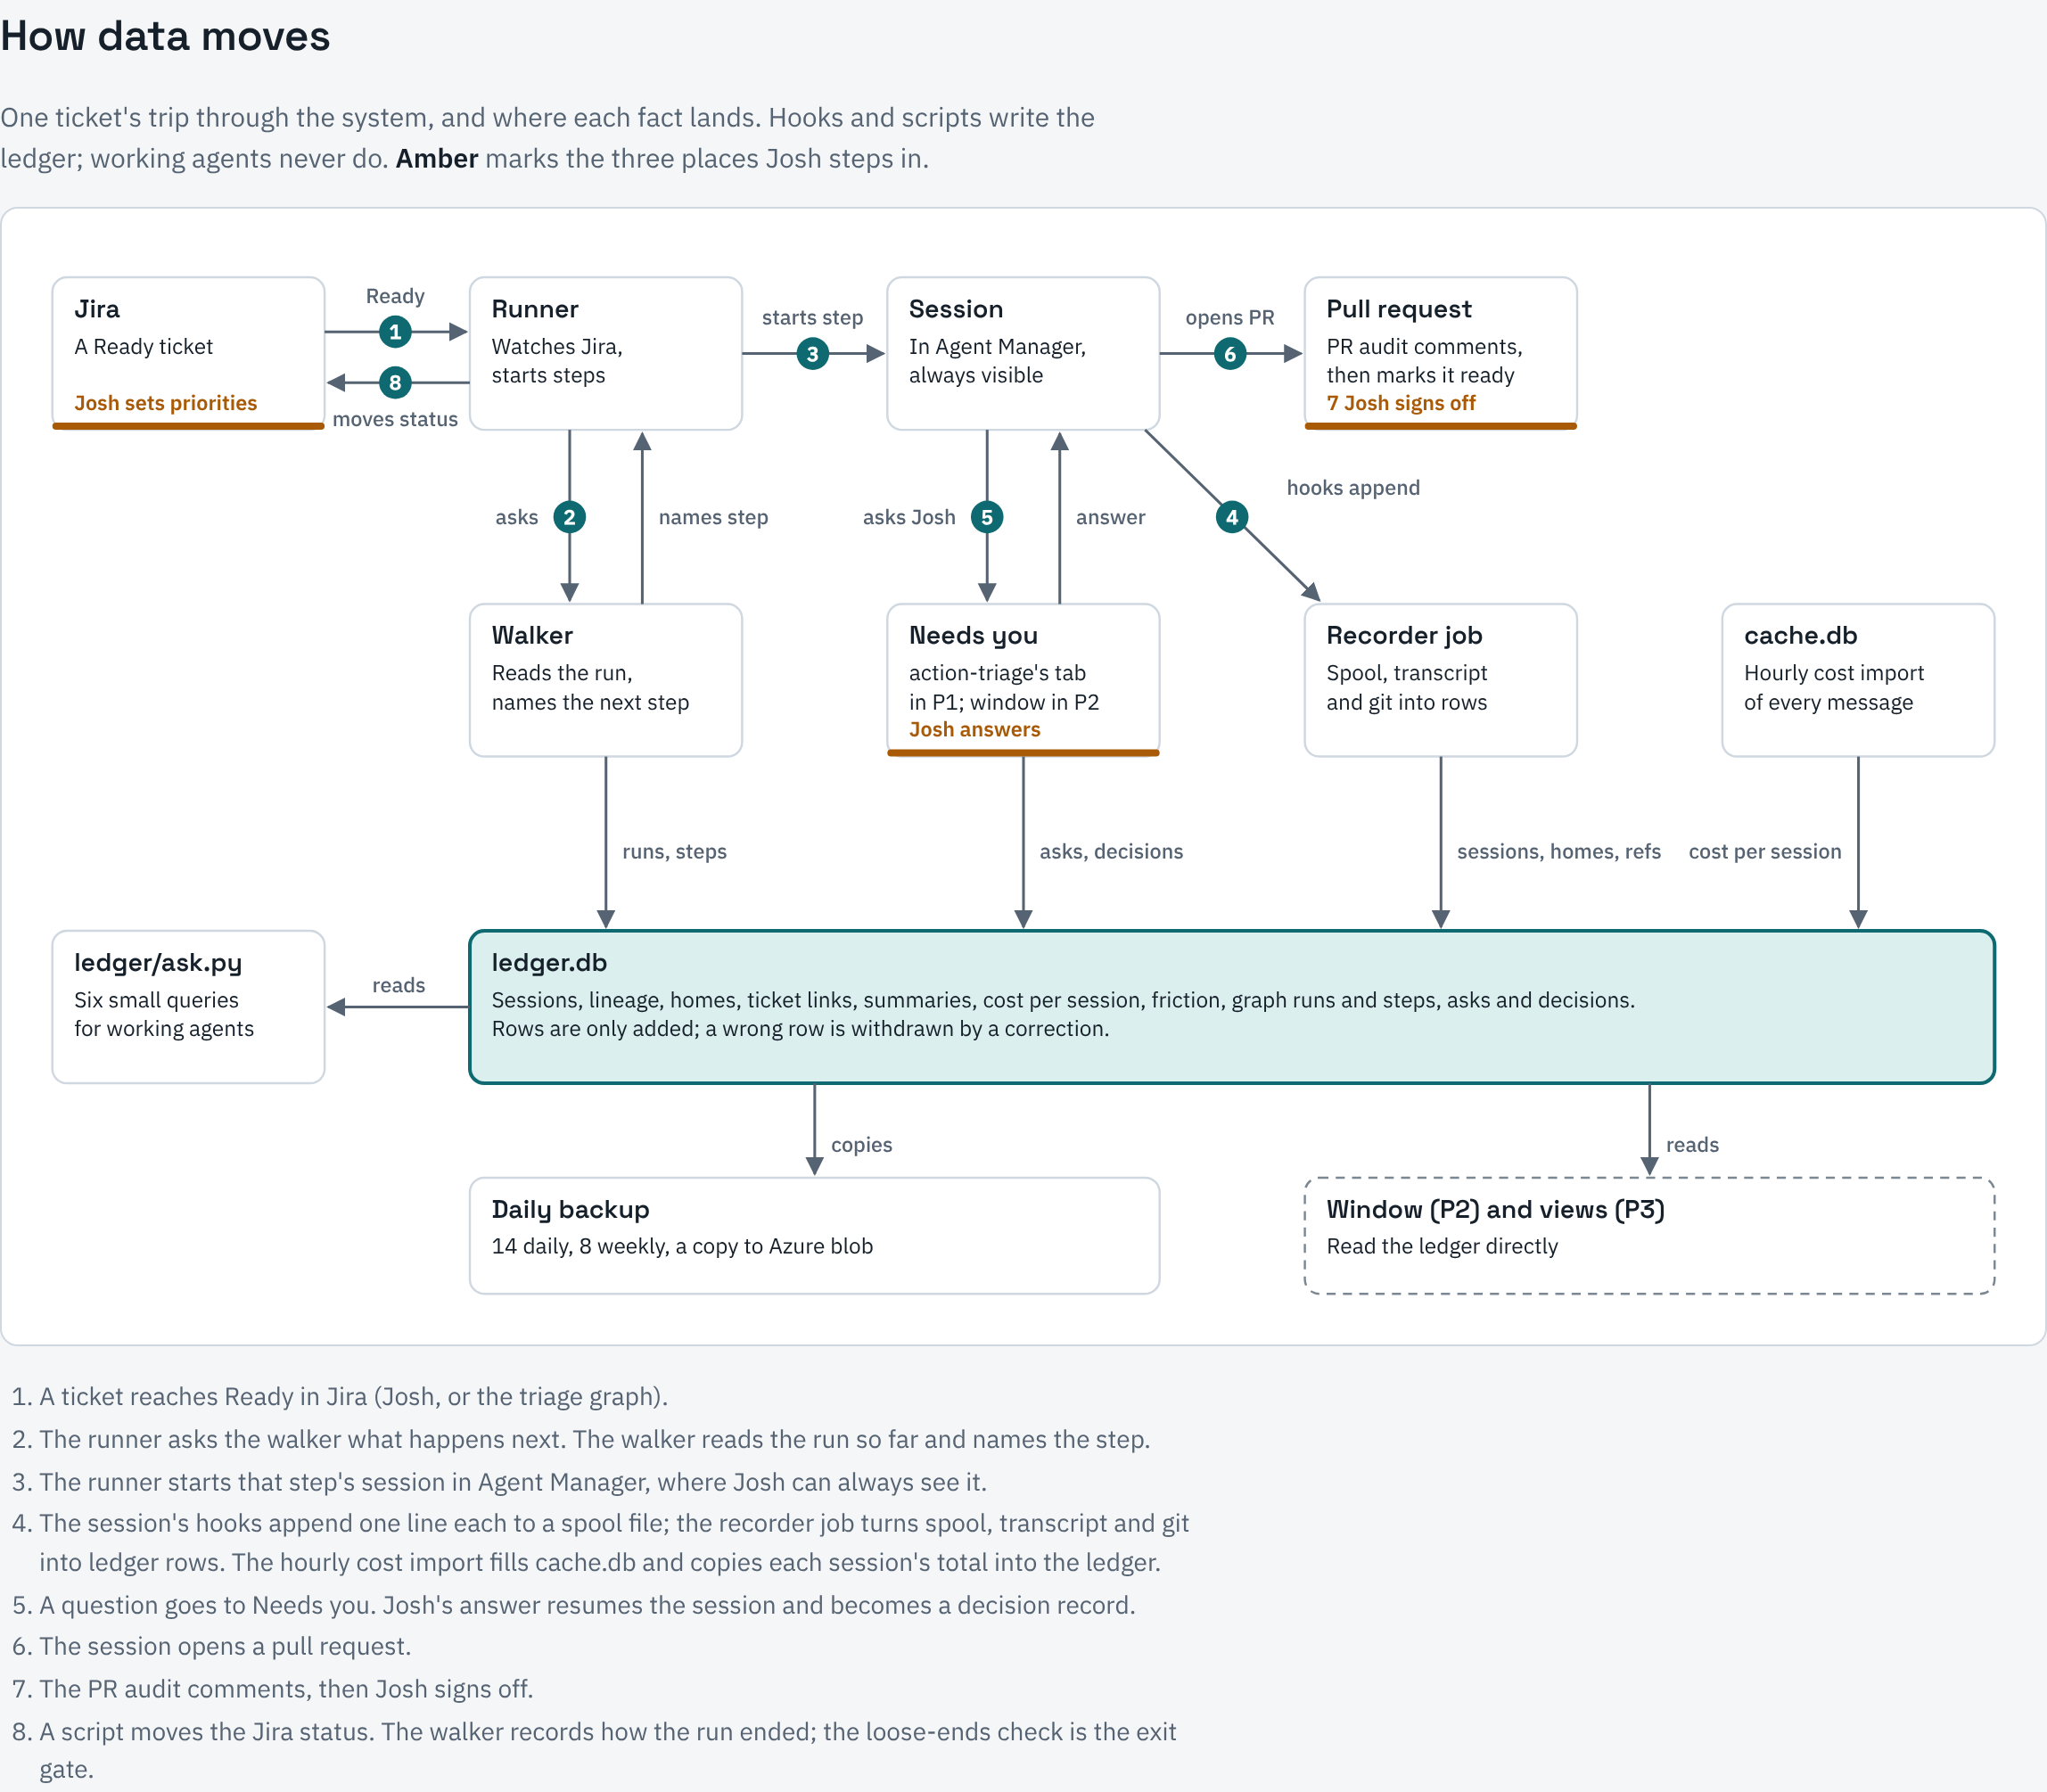 How data moves
One ticket's trip through the system, and where each fact lands. Hooks and scripts write the
ledger; working agents never do. Amber marks the three places Josh steps in.
Jira
A Ready ticket
Josh sets priorities
Ready
1
8
moves status
Runner
Watches Jira,
starts steps
starts step
3
Session
In Agent Manager,
always visible
opens PR
6
Pull request
PR audit comments,
then marks it ready
7 Josh signs off
asks
2
names step
asks Josh
5
answer
4
hooks append
Walker
Reads the run,
names the next step
Needs you
action-triage's tab
in P1; window in P2
Josh answers
Recorder job
Spool, transcript
and git into rows
cache.db
Hourly cost import
of every message
runs, steps
asks, decisions
sessions, homes, refs
cost per session
ledger/ask.py
Six small queries
for working agents
reads
ledger.db
Sessions, lineage, homes, ticket links, summaries, cost per session, friction, graph runs and steps, asks and decisions.
Rows are only added; a wrong row is withdrawn by a correction.
copies
reads
Daily backup
14 daily, 8 weekly, a copy to Azure blob
Window (P2) and views (P3)
Read the ledger directly
1. A ticket reaches Ready in Jira (Josh, or the triage graph).
2. The runner asks the walker what happens next. The walker reads the run so far and names the step.
3. The runner starts that step's session in Agent Manager, where Josh can always see it.
4. The session's hooks append one line each to a spool file; the recorder job turns spool, transcript and git
into ledger rows. The hourly cost import fills cache.db and copies each session's total into the ledger.
5. A question goes to Needs you. Josh's answer resumes the session and becomes a decision record.
6. The session opens a pull request.
7. The PR audit comments, then Josh signs off.
8. A script moves the Jira status. The walker records how the run ended; the loose-ends check is the exit
gate.